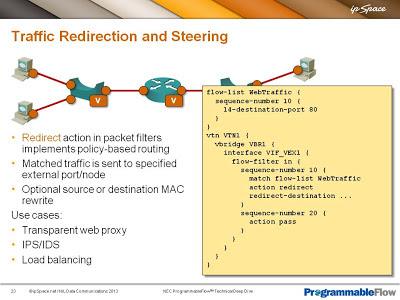 ipSpace
Traffic Redirection and Steering
V
V
• Redirect action in packet filters
implements policy-based routing
• Matched traffic is sent to specified
external port/node
• Optional source or destination MAC
rewrite
Use cases:
• Transparent web proxy
• IPS/IDS
• Load balancing
flow-list WebTraffic {
sequence-number 10 {
l4-destination-port 80
}
}
vtn VTN1 {
vbridge VBR1 {
interface VIF_VEX1 {
flow-filter in {
sequence-number 10 {
match flow-list WebTraffic
action redirect
redirect-destination ...
}
sequence-number 20 {
action pass
}
}
}
}
}
23
© ipSpace.net / NIL Data Communications 2013
NEC ProgrammableFlow™ Technical Deep Dive
ProgrammableFlow